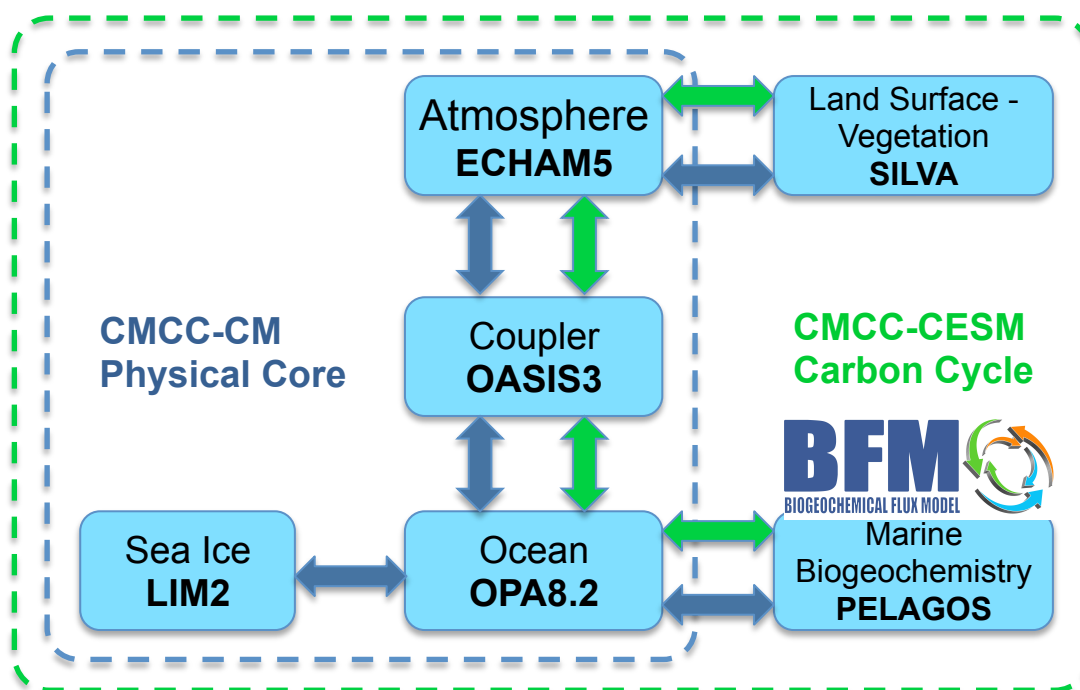 Atmosphere
ECHAM5
Land Surface -
Vegetation
SILVA
CMCC-CM
Physical Core
Coupler
OASIS3
CMCC-CESM
Carbon Cycle
BFM
BIOGEOCHEMICAL FLUX MODEL
Sea Ice
LIM2
Ocean
OPA8.2
Marine
Biogeochemistry
PELAGOS